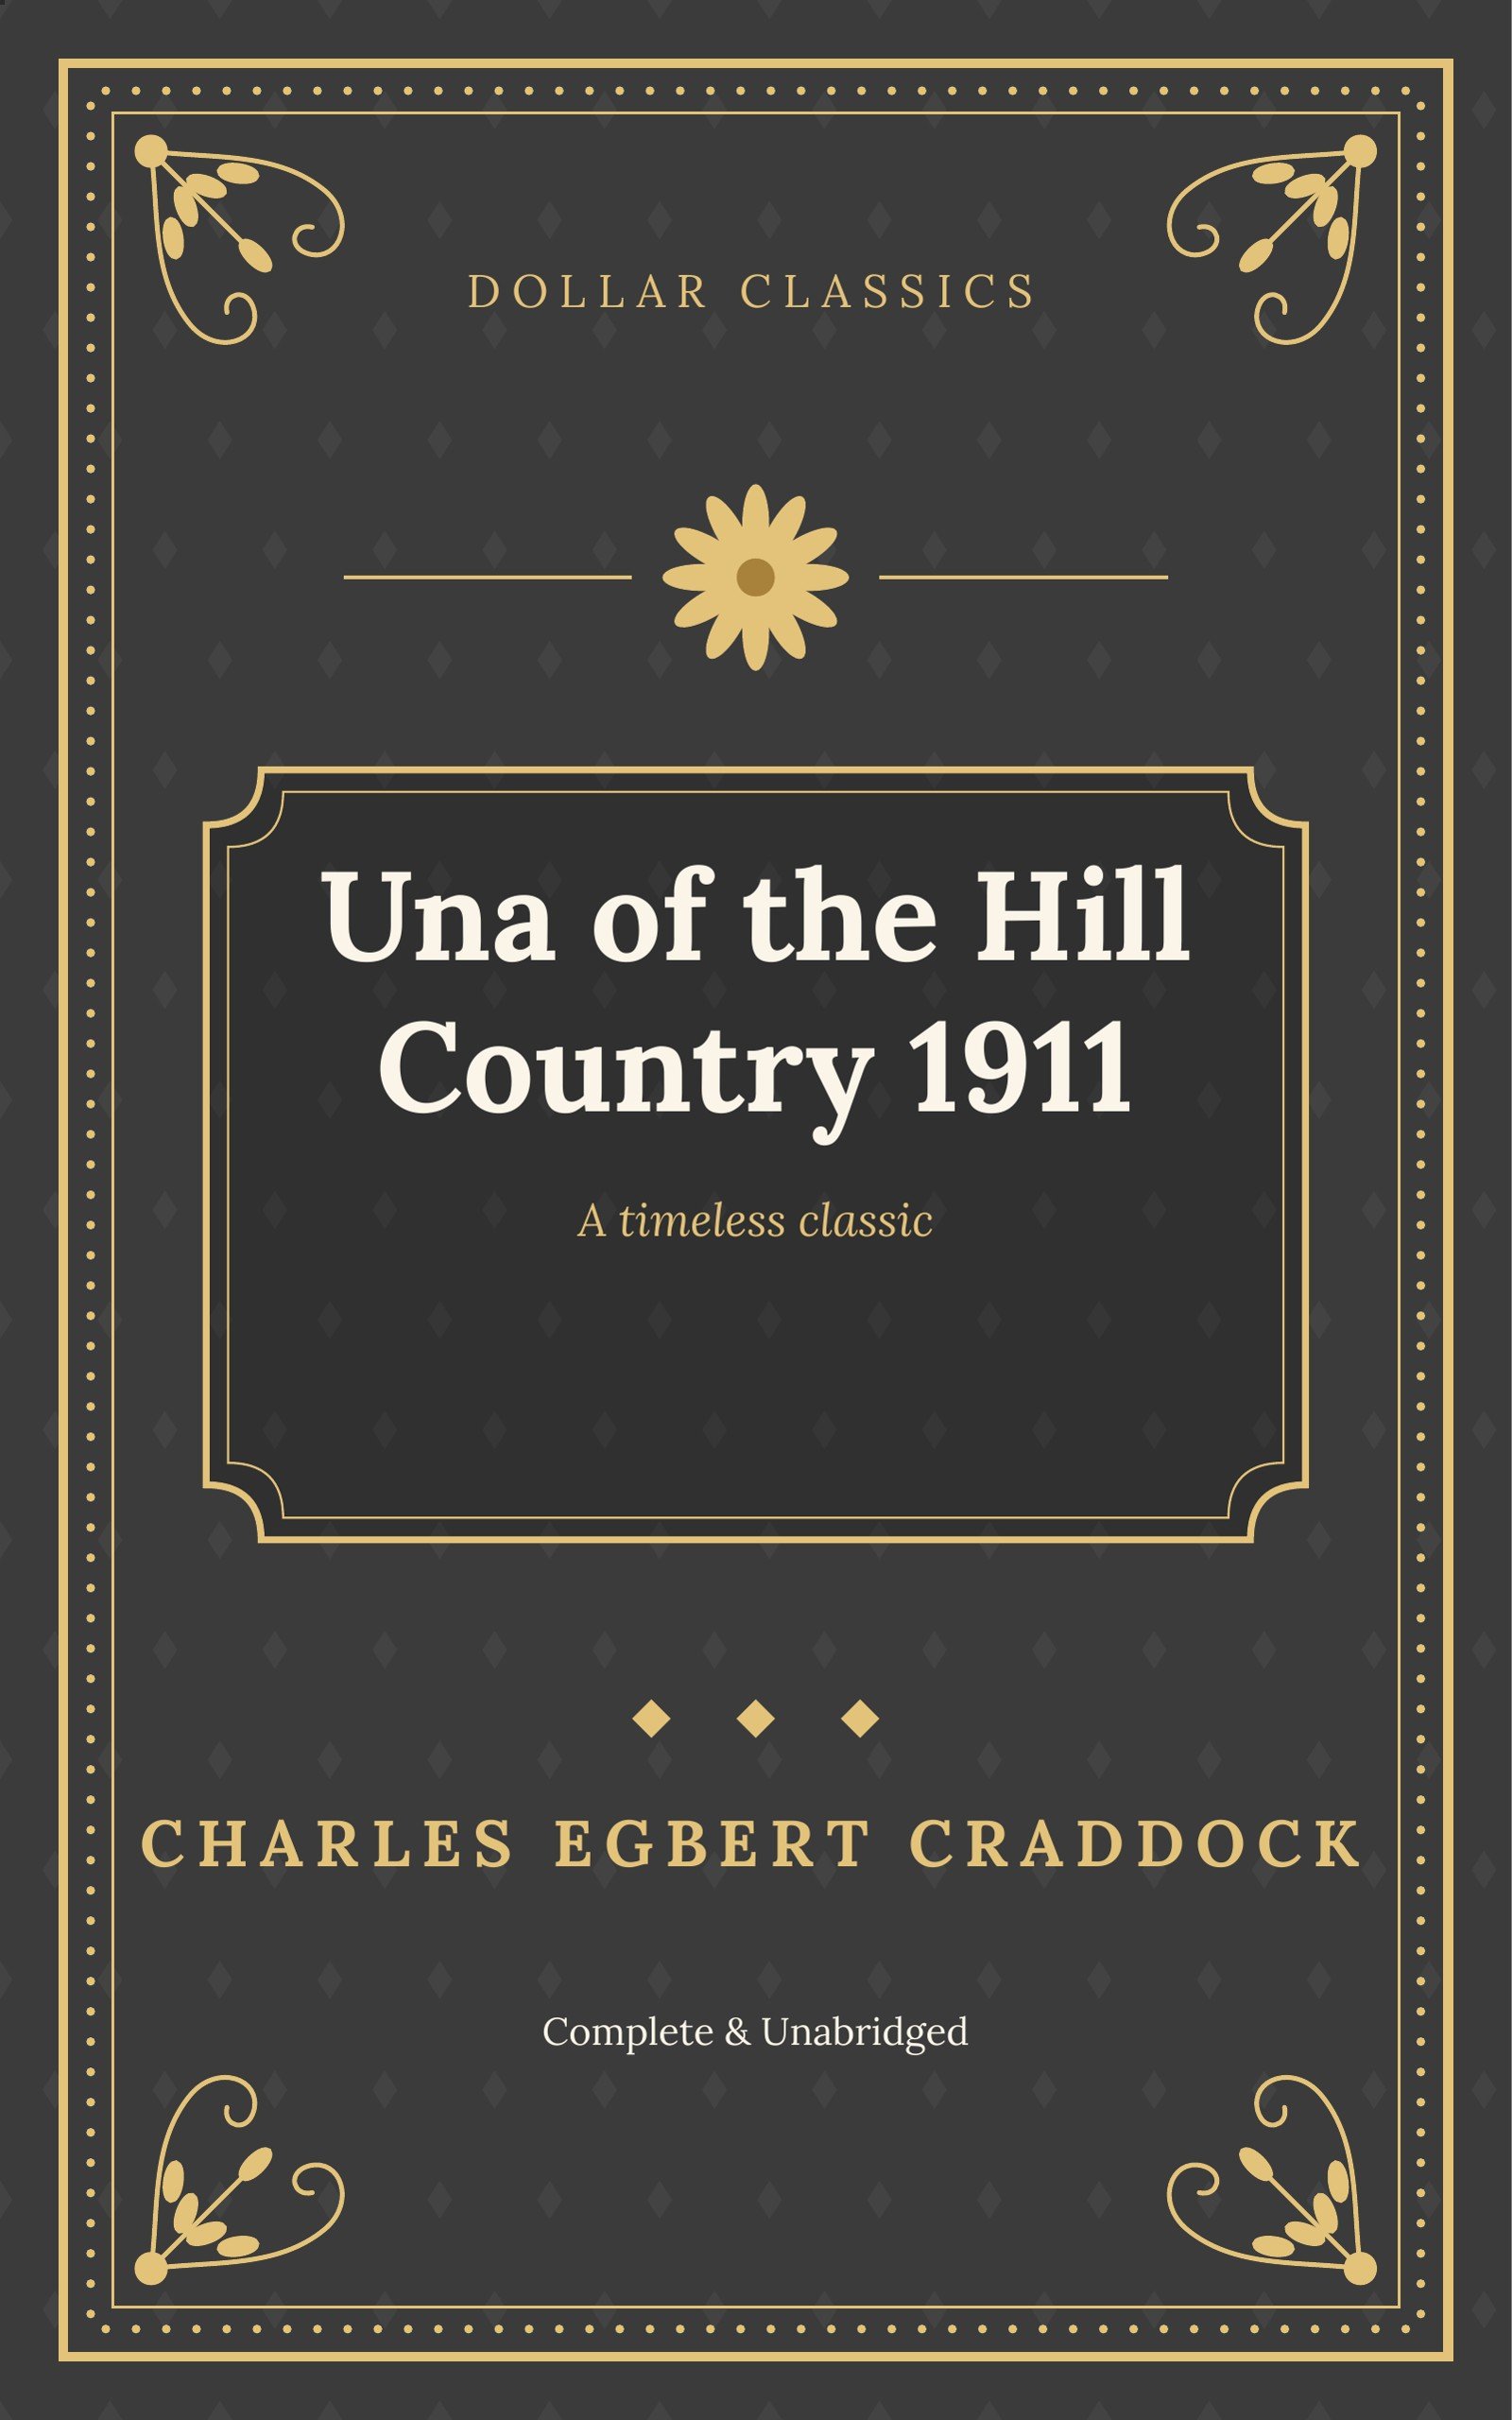 DOLLAR CLASSICS
Una of the Hill
Country 1911
A timeless classic
CHARLES EGBERT CRADDOCK
Complete & Unabridged